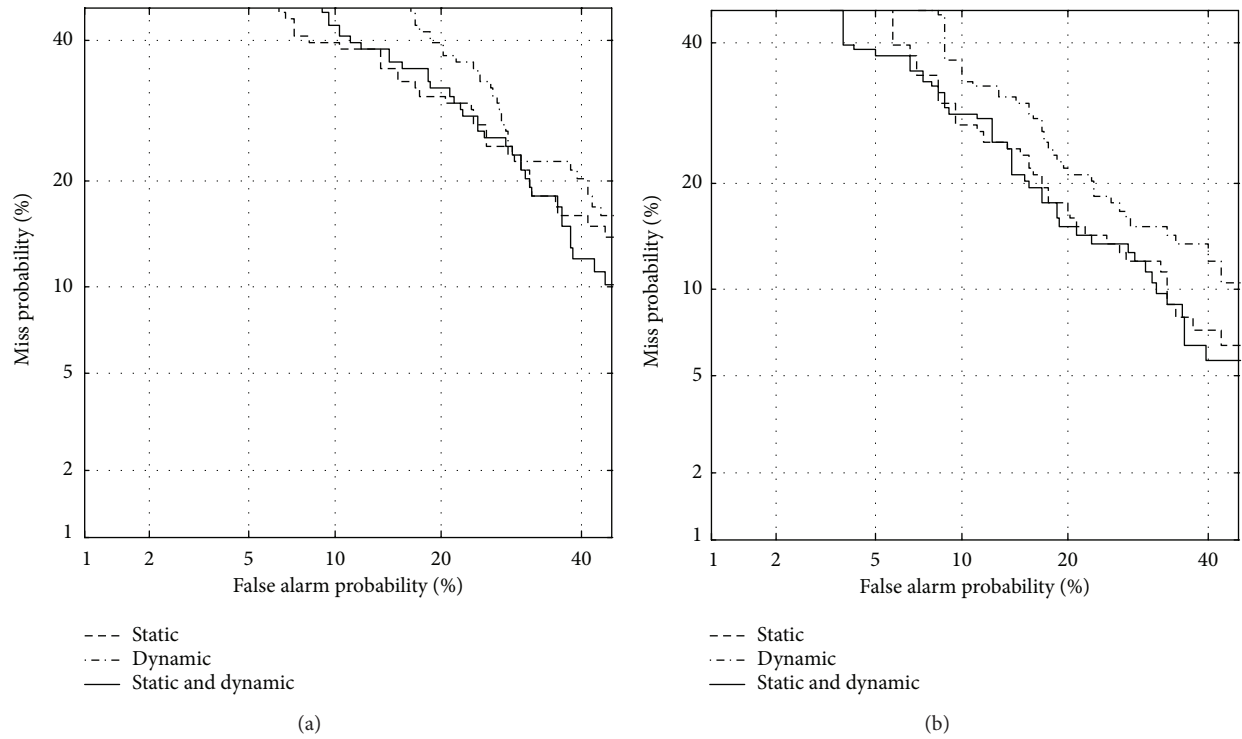 40
20
10
5
2
1
Miss probability (%)
1 2 5 10 20 40
False alarm probability (%)
Static
Dynamic
Static and dynamic
(a)
40
20
10
5
2
1
Miss probability (%)
1 2 5 10 20 40
False alarm probability (%)
Static
Dynamic
Static and dynamic
(b)